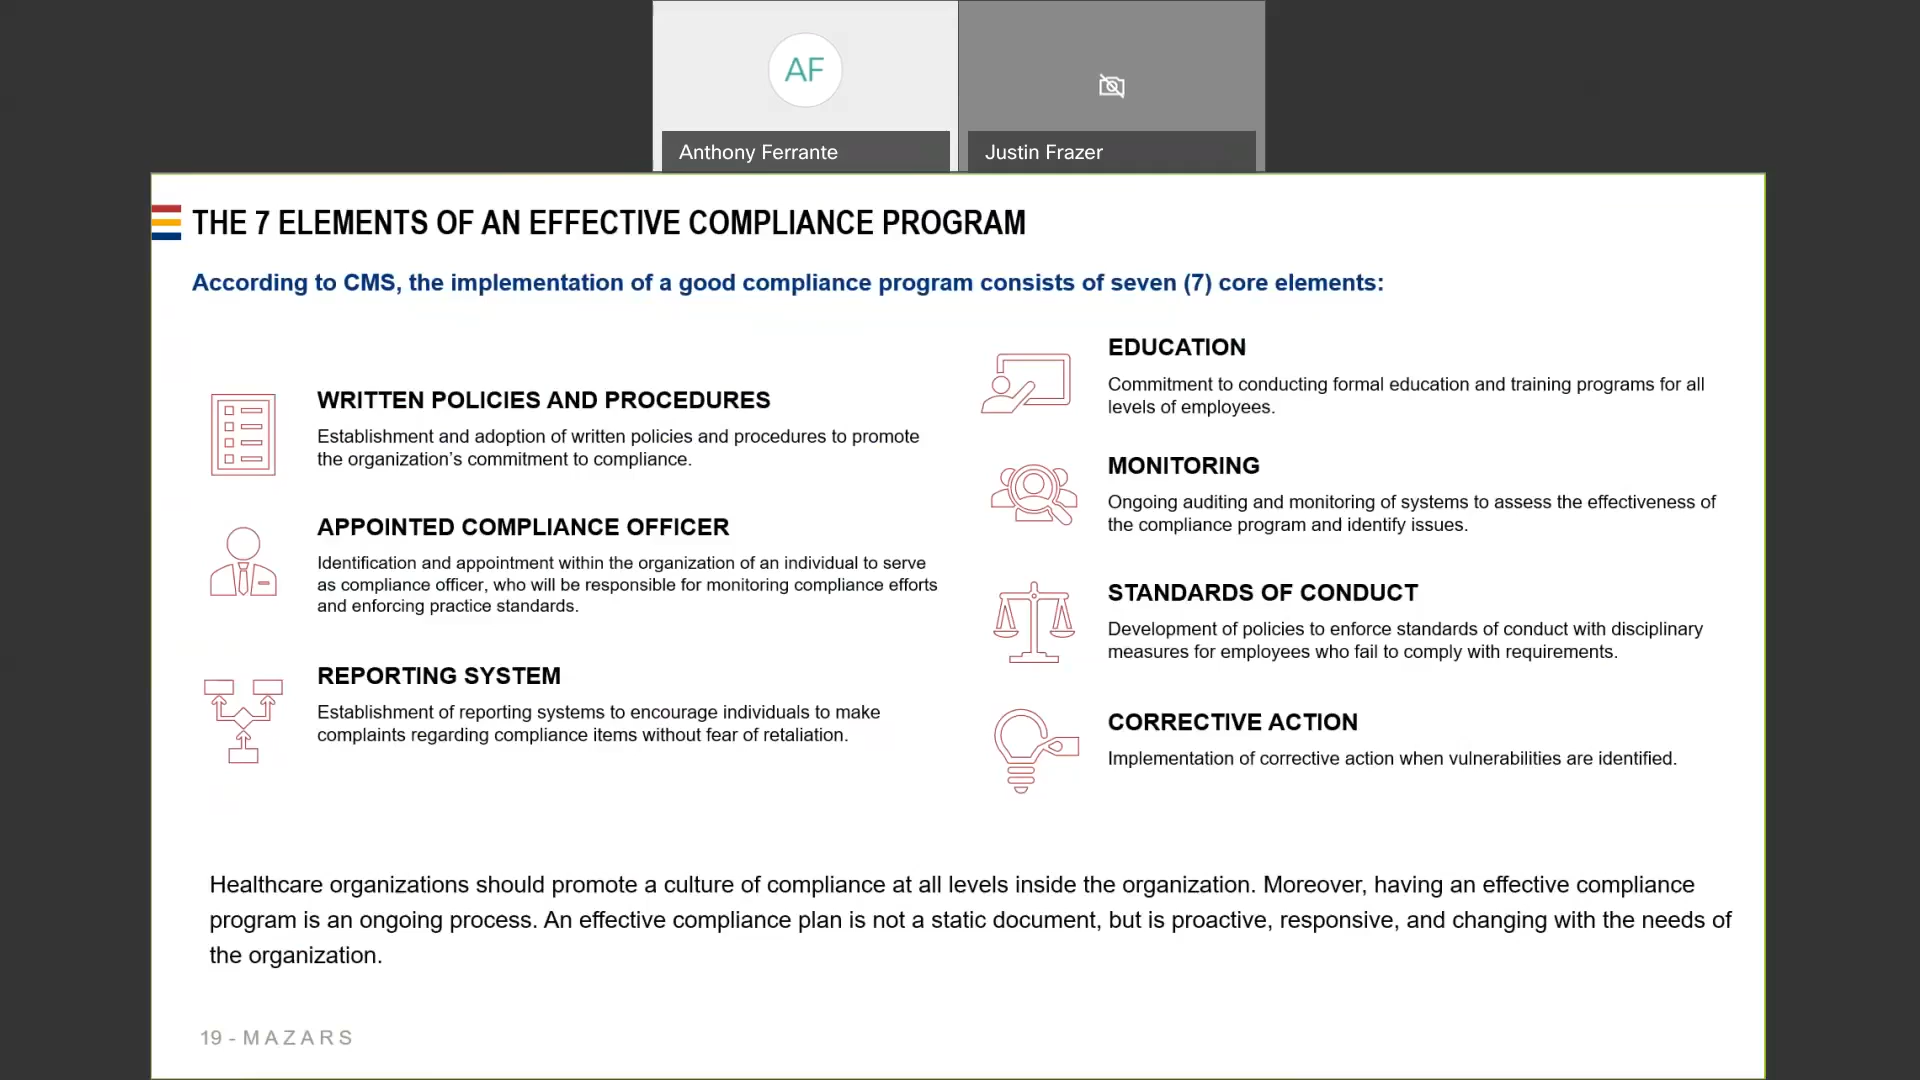 AF
Anthony Ferrante
Justin Frazer
THE 7 ELEMENTS OF AN EFFECTIVE COMPLIANCE PROGRAM
According to CMS, the implementation of a good compliance program consists of seven (7) core elements:
WRITTEN POLICIES AND PROCEDURES
Establishment and adoption of written policies and procedures to promote
the organization’s commitment to compliance.
APPOINTED COMPLIANCE OFFICER
Identification and appointment within the organization of an individual to serve
as compliance officer, who will be responsible for monitoring compliance efforts
and enforcing practice standards.
REPORTING SYSTEM
Establishment of reporting systems to encourage individuals to make
complaints regarding compliance items without fear of retaliation.
EDUCATION
Commitment to conducting formal education and training programs for all
levels of employees.
MONITORING
Ongoing auditing and monitoring of systems to assess the effectiveness of
the compliance program and identify issues.
STANDARDS OF CONDUCT
Development of policies to enforce standards of conduct with disciplinary
measures for employees who fail to comply with requirements.
CORRECTIVE ACTION
Implementation of corrective action when vulnerabilities are identified.
Healthcare organizations should promote a culture of compliance at all levels inside the organization. Moreover, having an effective compliance
program is an ongoing process. An effective compliance plan is not a static document, but is proactive, responsive, and changing with the needs of
the organization.
19 - MAZARS